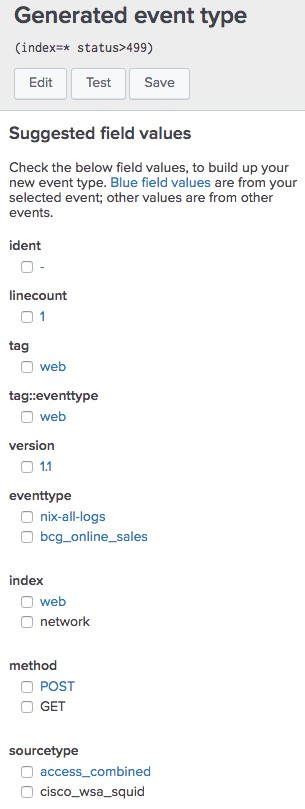 Generated event type
(index=* status>499)
Edit Test Save
Suggested field values
Check the below field values, to build up your
new event type. Blue field values are from your
selected event; other values are from other
events.
ident
-
linecount
1
tag
web
tag::eventtype
web
version
1.1
eventtype
nix-all-logs
bcg_online_sales
index
web
network
method
POST
GET
sourcetype
access_combined
cisco_wsa_squid